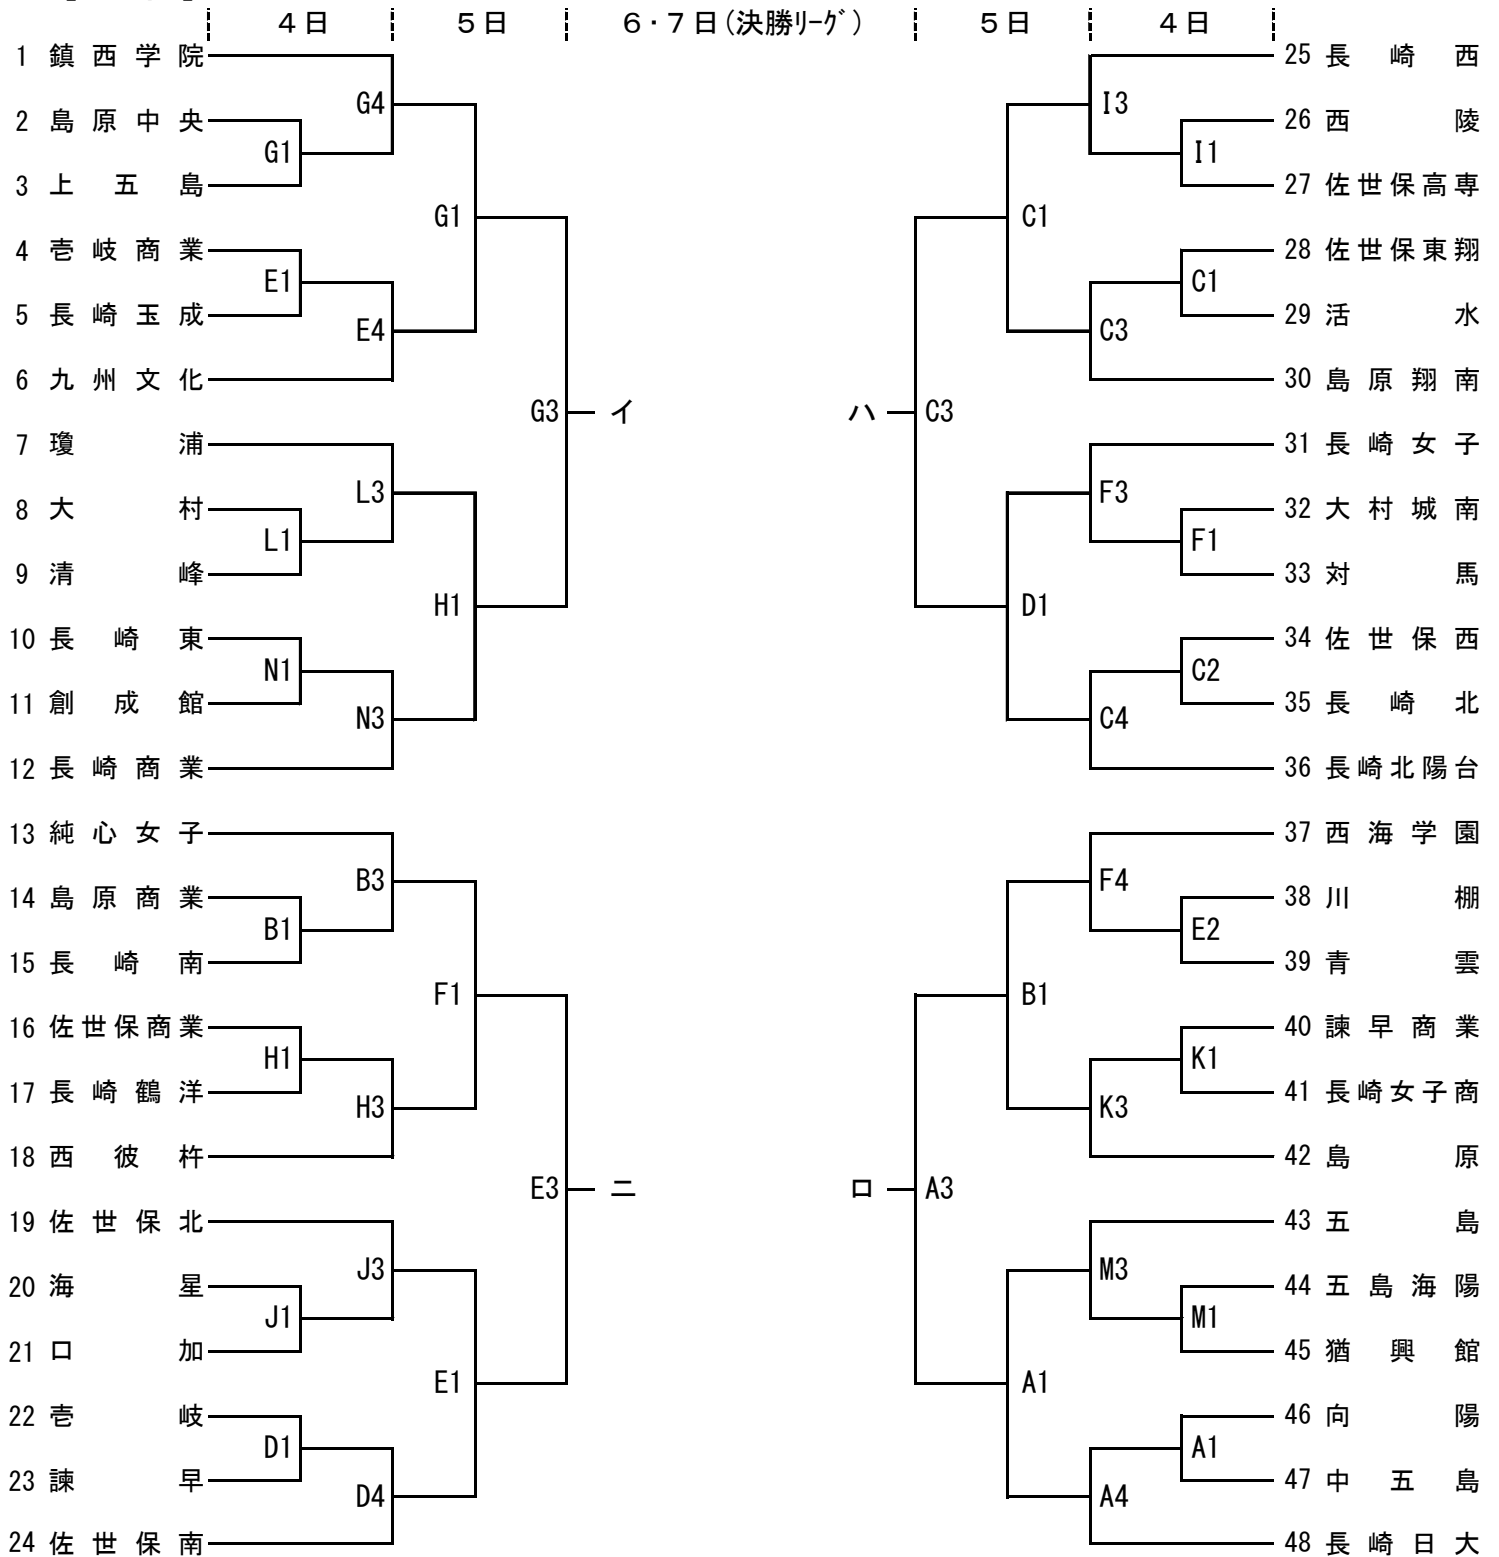 4日 5日 6・7日(決勝ﾘｰｸﾞ) 5日 4日
1 鎮西学院
G4
2 島原中央
G1
3 上五島
G1
4 壱岐商業
E1
5 長崎玉成
E4
6 九州文化
G3 イ
7 瓊浦
L3
8 大村
L1
9 清峰
H1
10 長崎東
N1
11 創成館
N3
12 長崎商業
13 純心女子
B3
14 島原商業
B1
15 長崎南
F1
16 佐世保商業
H1
17 長崎鶴洋
H3
18 西彼杵
E3 ニ
19 佐世保北
J3
20 海星
J1
21 口加
E1
22 壱岐
D1
23 諫早
D4
24 佐世保南
25 長崎西
I3
26 西陵
I1
27 佐世保高専
C1
28 佐世保東翔
C1
29 活水
C3
30 島原翔南
ハ C3
31 長崎女子
F3
32 大村城南
F1
33 対馬
D1
34 佐世保西
C2
35 長崎北
C4
36 長崎北陽台
37 西海学園
F4
38 川棚
E2
39 青雲
B1
40 諫早商業
K1
41 長崎女子商
K3
42 島原
ロ A3
43 五島
M3
44 五島海陽
M1
45 猶興館
A1
46 向陽
A1
47 中五島
A4
48 長崎日大